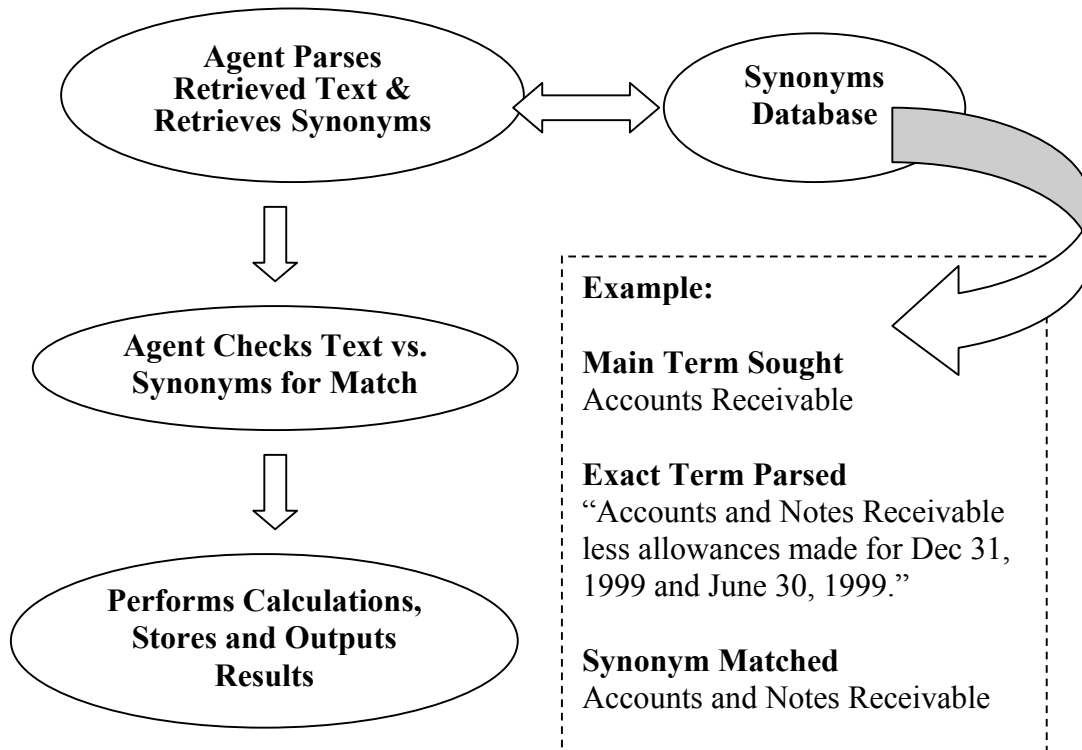 Agent Parses
Retrieved Text &
Retrieves Synonyms
Synonyms
Database
Agent Checks Text vs.
Synonyms for Match
Performs Calculations,
Stores and Outputs
Results
Example:
Main Term Sought
Accounts Receivable
Exact Term Parsed
“Accounts and Notes Receivable
less allowances made for Dec 31,
1999 and June 30, 1999.”
Synonym Matched
Accounts and Notes Receivable